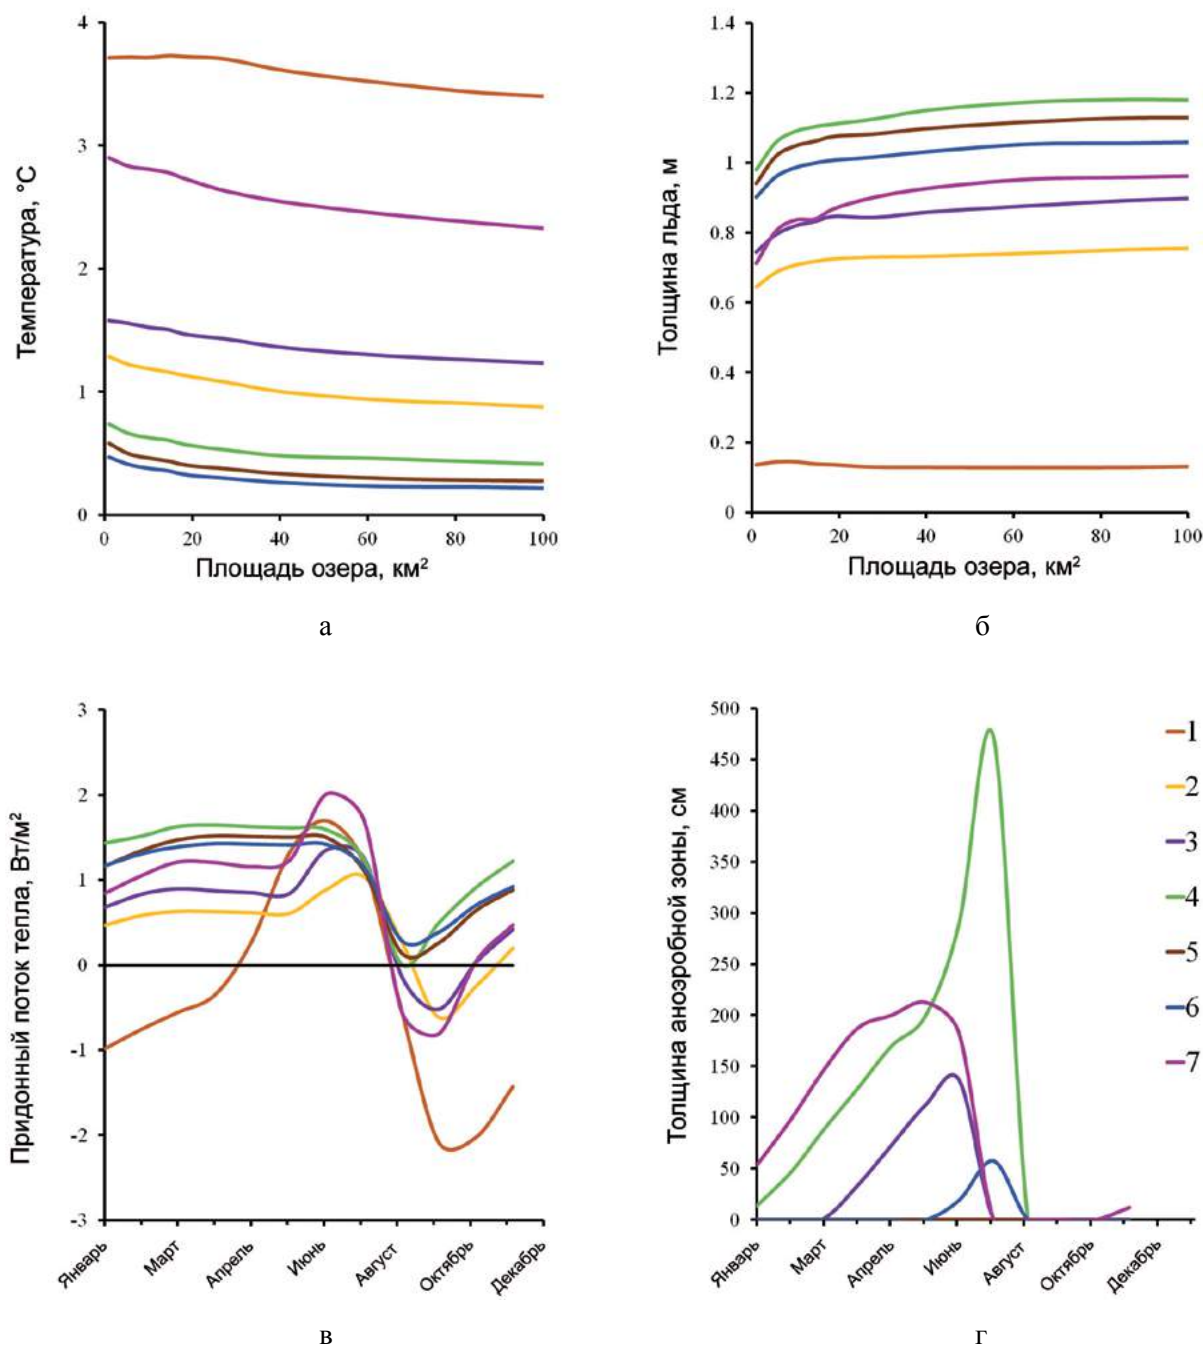 4
3
2
1
0
Температура, °C
0 20 40 60 80 100
Площадь озера, км²
а
1.4
1.2
1
0.8
0.6
0.4
0.2
0
Толщина льда, м
0 20 40 60 80 100
Площадь озера, км²
б
3
2
1
0
-1
-2
-3
Придонный поток тепла, Вт/м²
Январь Март Апрель Июнь Август Октябрь Декабрь
в
500
450
400
350
300
250
200
150
100
50
0
Толщина аноэробной зоны, см
Январь Март Апрель Июнь Август Октябрь Декабрь
1
2
3
4
5
6
7
г